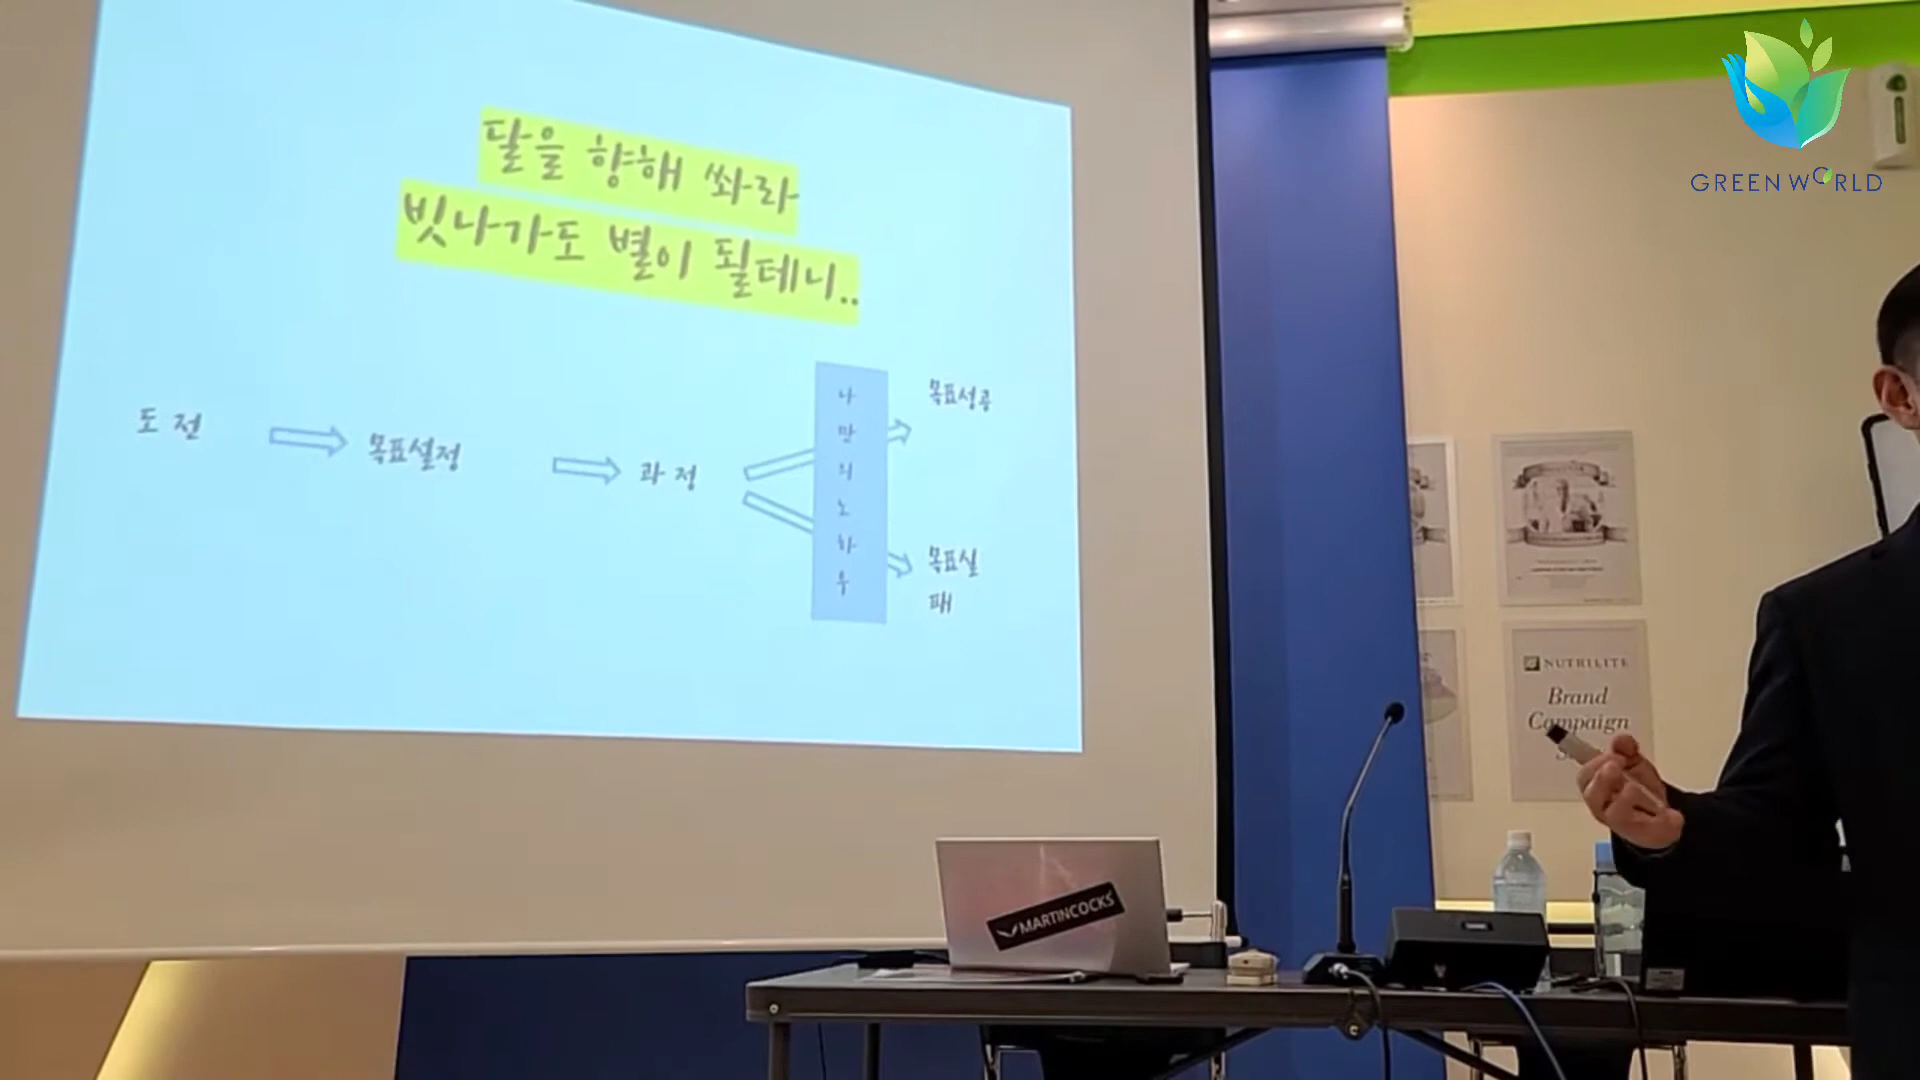 달을 향해 쏴라
빗나가도 별이 될테니..
도 전
목표설정
과 정
나
만
의
노
하
우
목표성공
목표실
패
GREEN WORLD
NUTRILITE
Brand
Campaign
MARTINCOCKS